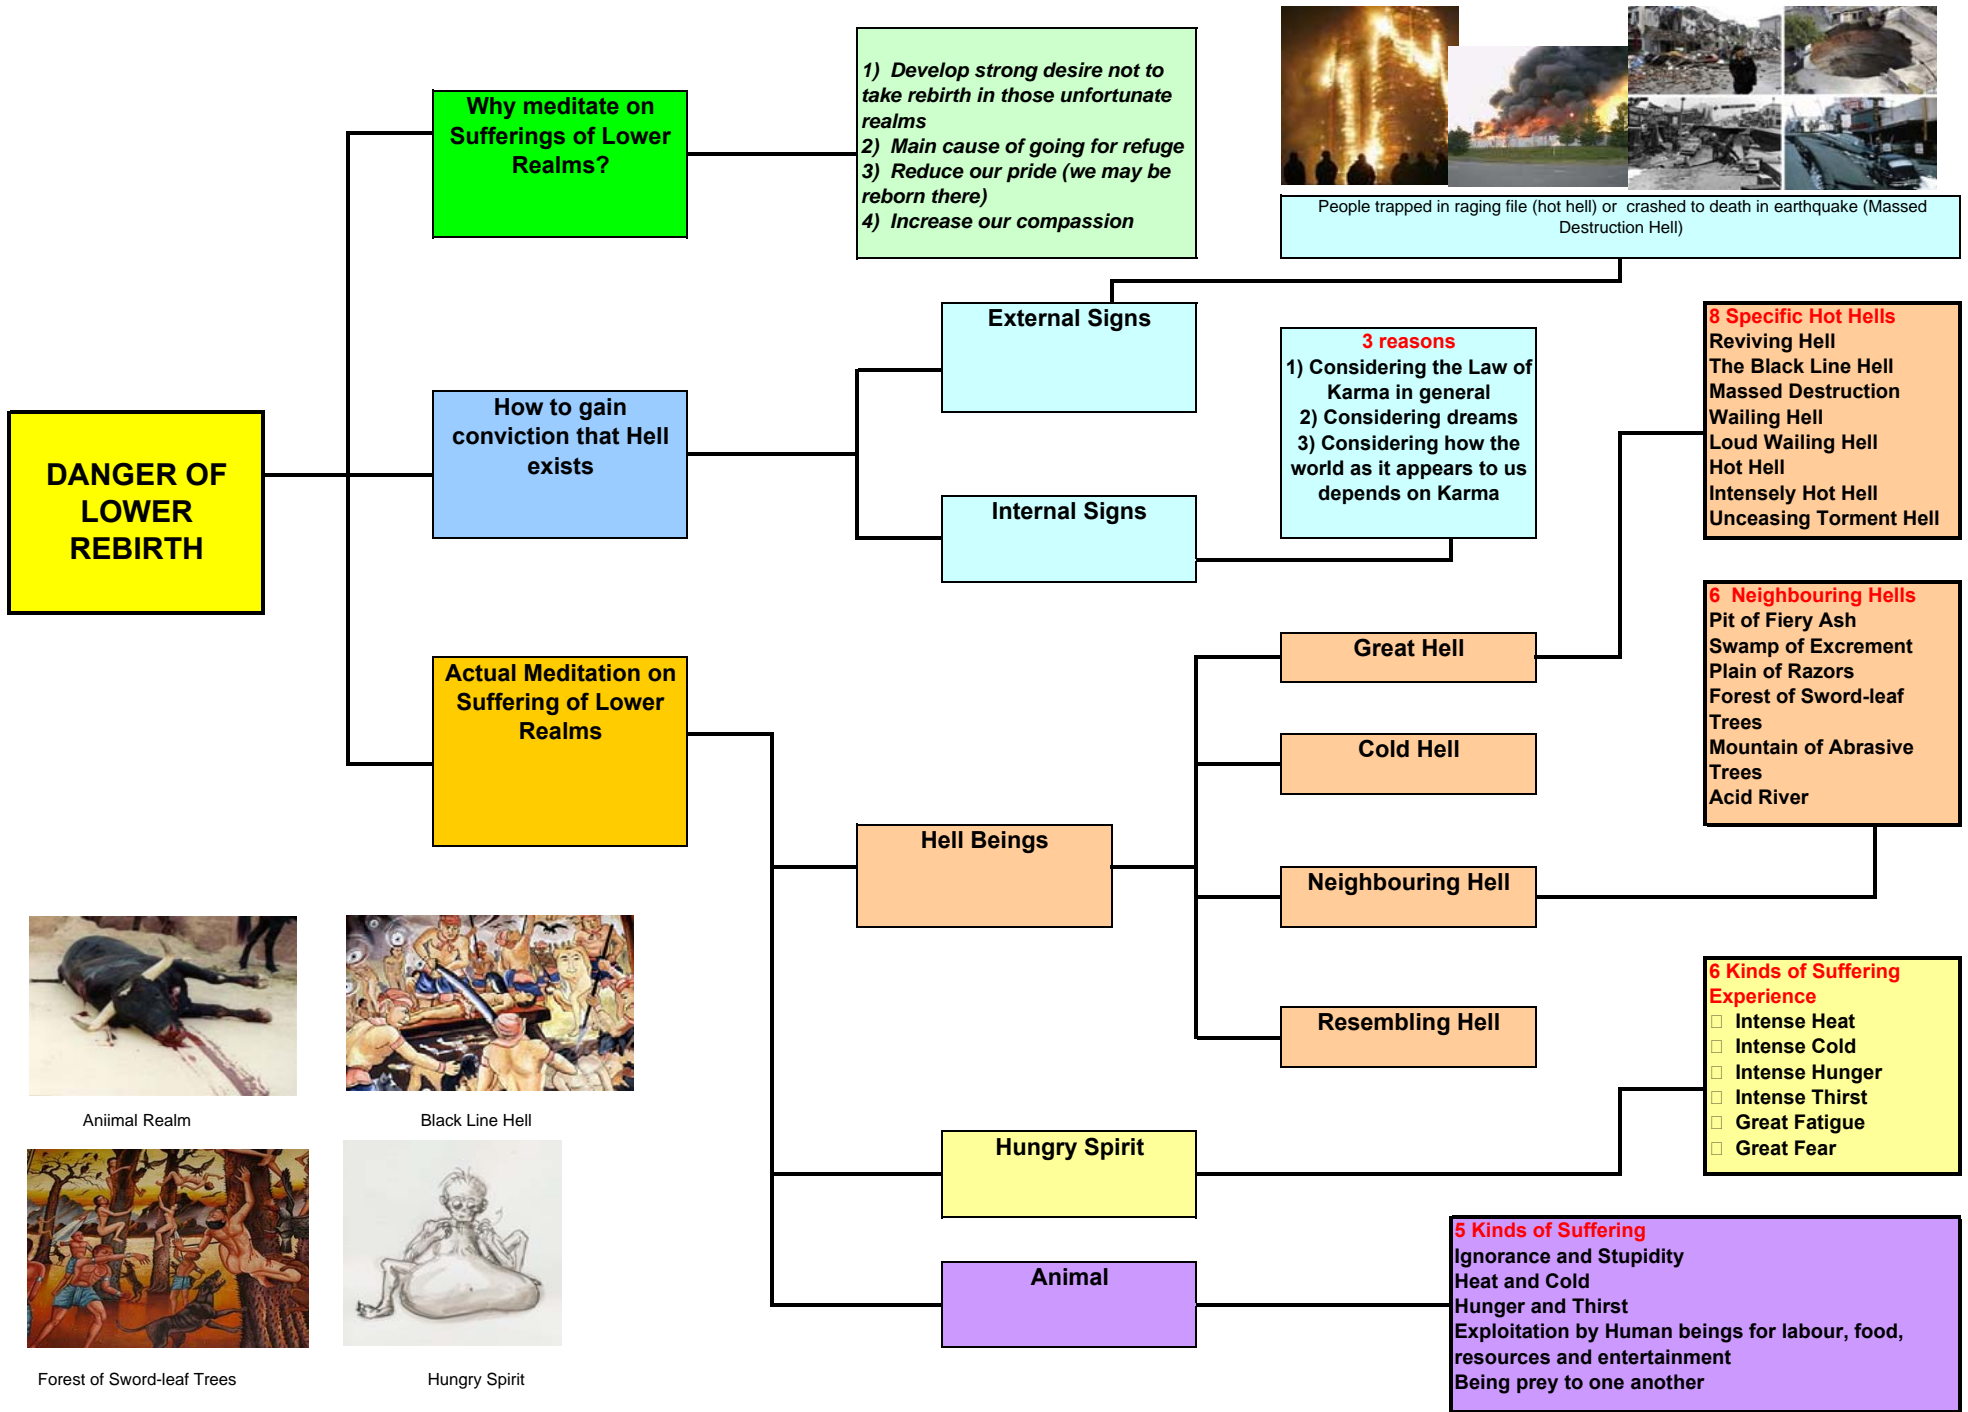 DANGER OF
LOWER
REBIRTH
Why meditate on
Sufferings of Lower
Realms?
1)  Develop strong desire not to
take rebirth in those unfortunate
realms
2)  Main cause of going for refuge
3)  Reduce our pride (we may be
reborn there)
4)  Increase our compassion
People trapped in raging file (hot hell) or  crashed to death in earthquake (Massed
Destruction Hell)
How to gain
conviction that Hell
exists
External Signs
Internal Signs
3 reasons
1) Considering the Law of
Karma in general
2) Considering dreams
3) Considering how the
world as it appears to us
depends on Karma
Actual Meditation on
Suffering of Lower
Realms
Hell Beings
Great Hell
Cold Hell
Neighbouring Hell
Resembling Hell
8 Specific Hot Hells
Reviving Hell
The Black Line Hell
Massed Destruction
Wailing Hell
Loud Wailing Hell
Hot Hell
Intensely Hot Hell
Unceasing Torment Hell
6  Neighbouring Hells
Pit of Fiery Ash
Swamp of Excrement
Plain of Razors
Forest of Sword-leaf
Trees
Mountain of Abrasive
Trees
Acid River
Hungry Spirit
6 Kinds of Suffering
Experience
Intense Heat
Intense Cold
Intense Hunger
Intense Thirst
Great Fatigue
Great Fear
Animal
5 Kinds of Suffering
Ignorance and Stupidity
Heat and Cold
Hunger and Thirst
Exploitation by Human beings for labour, food,
resources and entertainment
Being prey to one another
Aniimal Realm
Black Line Hell
Forest of Sword-leaf Trees
Hungry Spirit